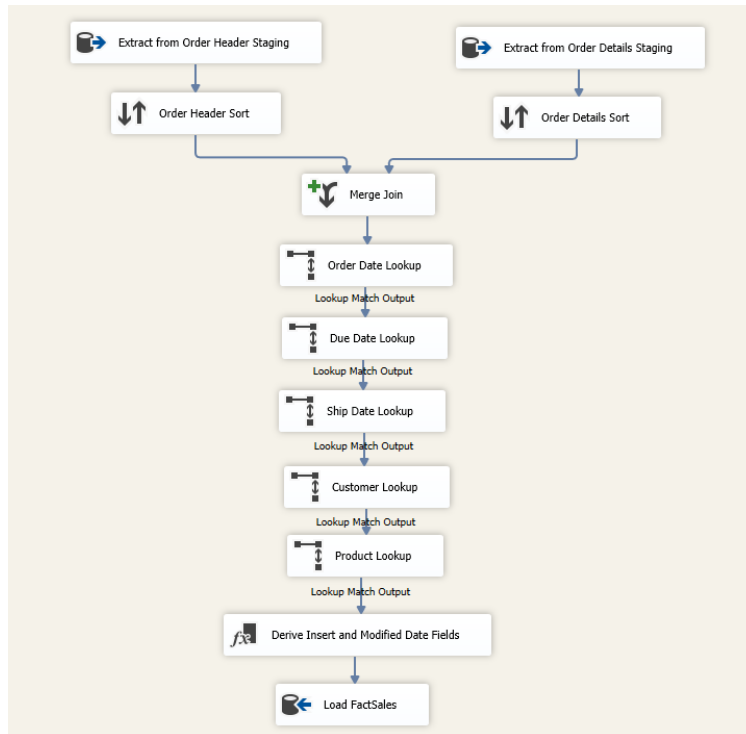 Extract from Order Header Staging
Extract from Order Details Staging
Order Header Sort
Order Details Sort
Merge Join
Order Date Lookup
Lookup Match Output
Due Date Lookup
Lookup Match Output
Ship Date Lookup
Lookup Match Output
Customer Lookup
Lookup Match Output
Product Lookup
Lookup Match Output
fx Derive Insert and Modified Date Fields
Load FactSales